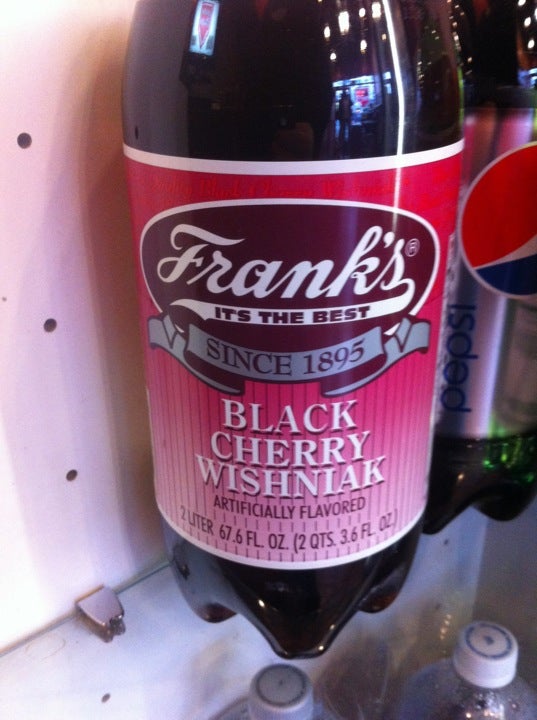 Frank's®
IT'S THE BEST
SINCE 1895
BLACK
CHERRY
WISHNIAK
ARTIFICIALLY FLAVORED
2 LITER 67.6 FL. OZ. (2 QTS. 3.6 FL. OZ.)
pepsi